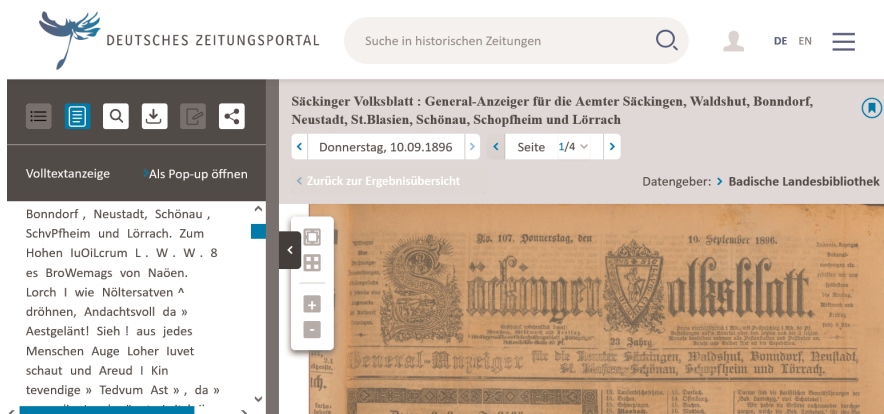 DEUTSCHES ZEITUNGSPORTAL
Suche in historischen Zeitungen
DE EN
Säckinger Volksblatt : General-Anzeiger für die Aemter Säckingen, Waldshut, Bonndorf,
Neustadt, St.Blasien, Schönau, Schopfheim und Lörrach
Donnerstag, 10.09.1896
Seite 1/4
Volltextanzeige
Als Pop-up öffnen
Zurück zur Ergebnisübersicht
Datengeber: Badische Landesbibliothek
Bonndorf , Neustadt, Schönau ,
SchvPfheim und Lörrach. Zum
Hohen IuOiLcrum L . W . W . 8
es BroWemags von Naöen.
Lorch I wie Nöltersatven ^
dröhnen, Andachtsvoll da »
Aestgelänt! Sieh ! aus jedes
Menschen Auge Loher Iuvet
schaut und Areud I Kin
tevendige » Tedvum Ast » , da »
No. 107. Donnerstag, den
10. September 1896.
Säckinger Volksblatt.
23. Jahrg.
General-Anzeiger für die Aemter Säckingen, Waldshut, Bonndorf, Neustadt,
St. Blasien, Schönau, Schopfheim und Lörrach.